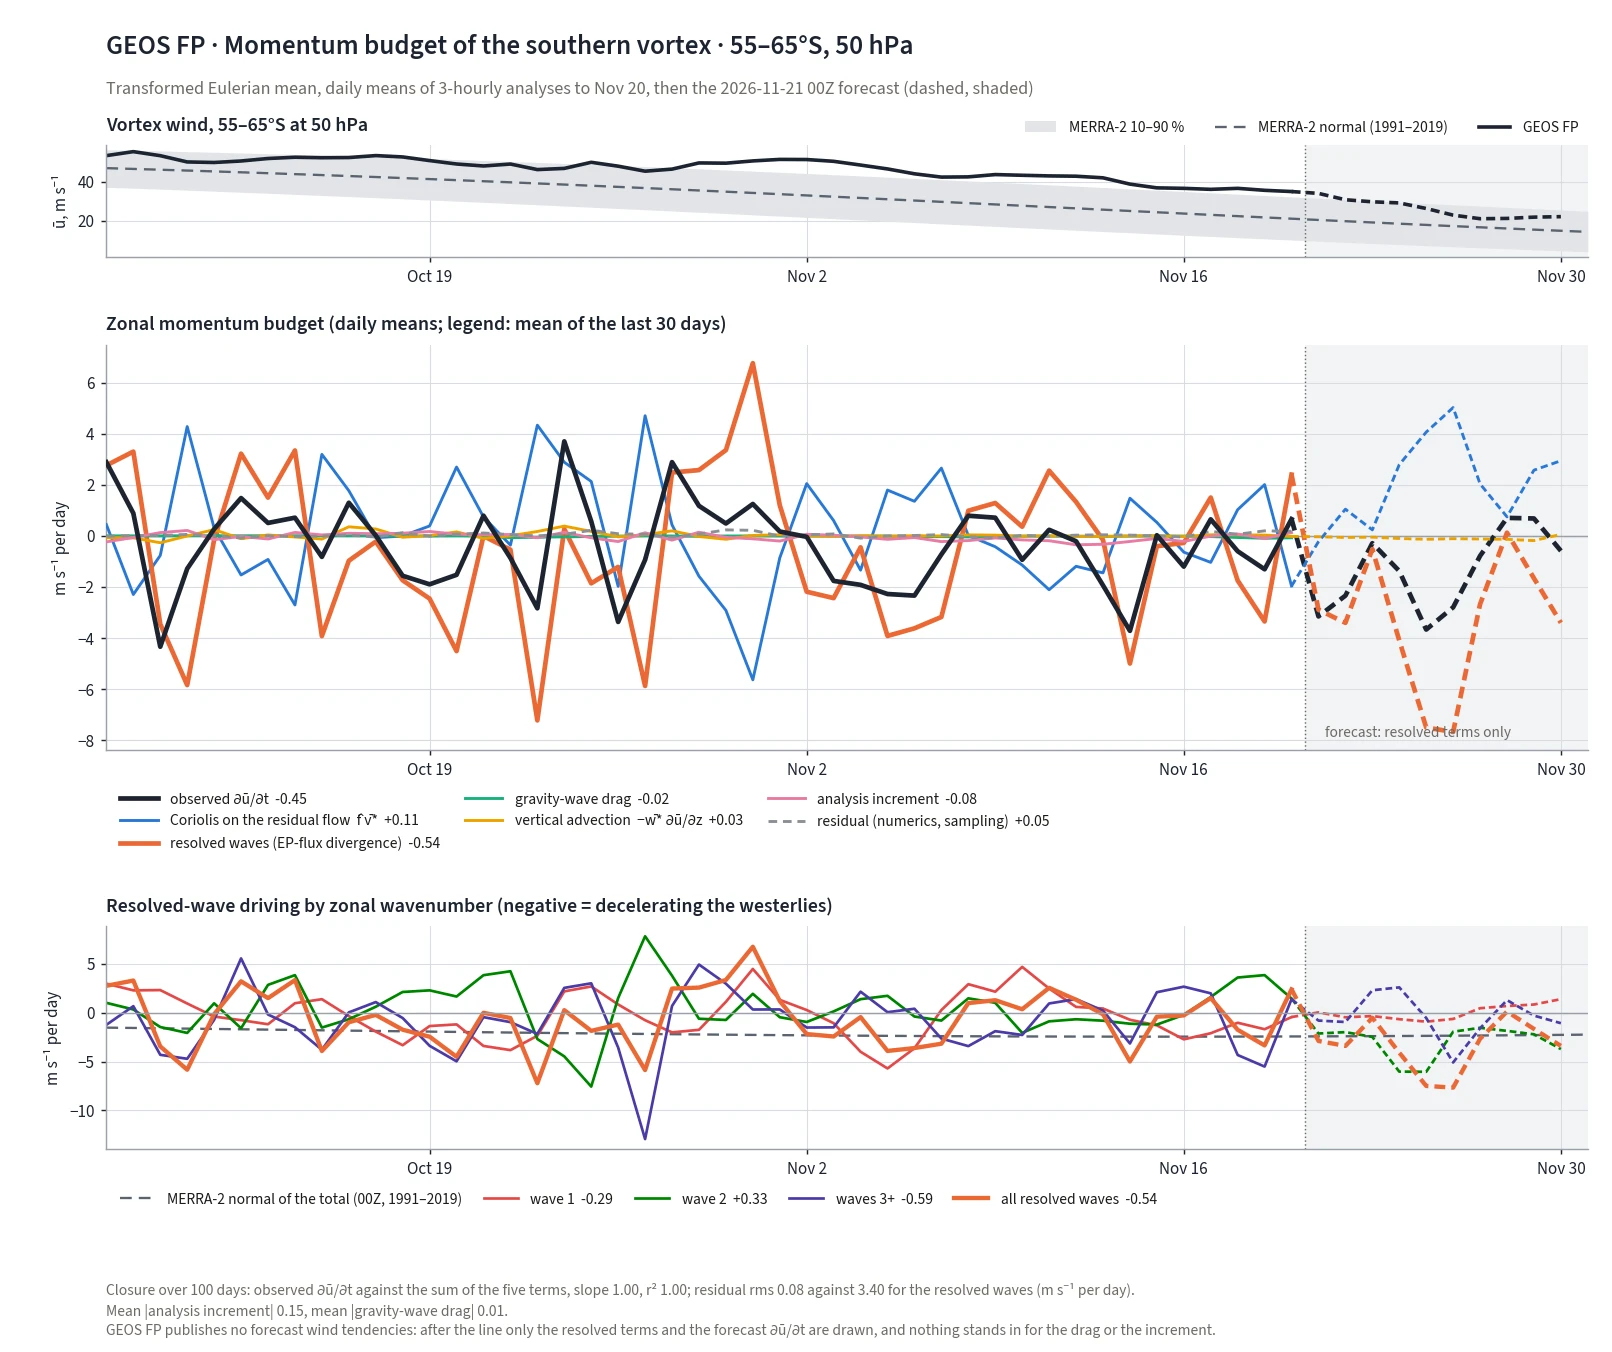 GEOS FP · Momentum budget of the southern vortex · 55–65°S, 50 hPa
Transformed Eulerian mean, daily means of 3-hourly analyses to Nov 20, then the 2026-11-21 00Z forecast (dashed, shaded)
Vortex wind, 55–65°S at 50 hPa
MERRA-2 10–90 %
MERRA-2 normal (1991–2019)
GEOS FP
ū, m s⁻¹
40
20
Oct 19
Nov 2
Nov 16
Nov 30
Zonal momentum budget (daily means; legend: mean of the last 30 days)
m s⁻¹ per day
6
4
2
0
−2
−4
−6
−8
forecast: resolved terms only
Oct 19
Nov 2
Nov 16
Nov 30
observed ∂ū/∂t -0.45
gravity-wave drag -0.02
analysis increment -0.08
Coriolis on the residual flow f v̄* +0.11
vertical advection −w̄* ∂ū/∂z +0.03
residual (numerics, sampling) +0.05
resolved waves (EP-flux divergence) -0.54
Resolved-wave driving by zonal wavenumber (negative = decelerating the westerlies)
m s⁻¹ per day
5
0
−5
−10
Oct 19
Nov 2
Nov 16
Nov 30
MERRA-2 normal of the total (00Z, 1991–2019)
wave 1 -0.29
wave 2 +0.33
waves 3+ -0.59
all resolved waves -0.54
Closure over 100 days: observed ∂ū/∂t against the sum of the five terms, slope 1.00, r² 1.00; residual rms 0.08 against 3.40 for the resolved waves (m s⁻¹ per day).
Mean |analysis increment| 0.15, mean |gravity-wave drag| 0.01.
GEOS FP publishes no forecast wind tendencies: after the line only the resolved terms and the forecast ∂ū/∂t are drawn, and nothing stands in for the drag or the increment.